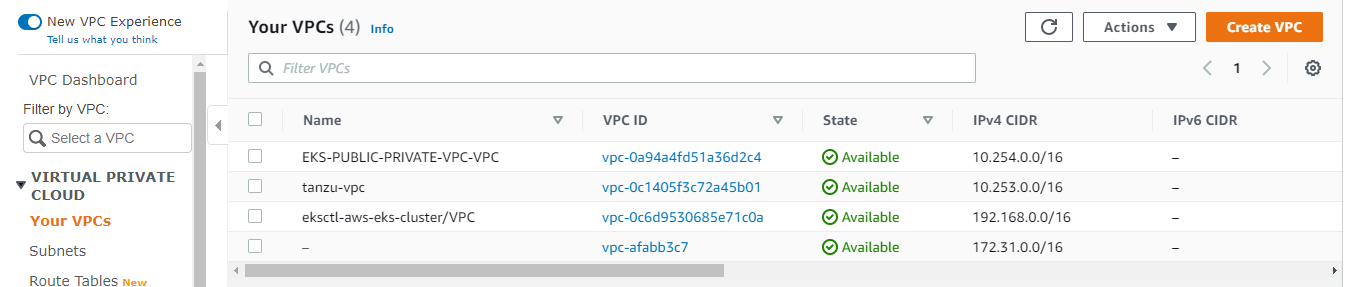 New VPC Experience
Tell us what you think
VPC Dashboard
Filter by VPC:
Select a VPC
VIRTUAL PRIVATE
CLOUD
Your VPCs
Subnets
Route Tables New
Your VPCs (4) Info
Actions
Create VPC
Filter VPCs
1
Name VPC ID State IPv4 CIDR IPv6 CIDR
EKS-PUBLIC-PRIVATE-VPC-VPC vpc-0a94a4fd51a36d2c4 Available 10.254.0.0/16 –
tanzu-vpc vpc-0c1405f3c72a45b01 Available 10.253.0.0/16 –
eksctl-aws-eks-cluster/VPC vpc-0c6d9530685e71c0a Available 192.168.0.0/16 –
– vpc-afabb3c7 Available 172.31.0.0/16 –